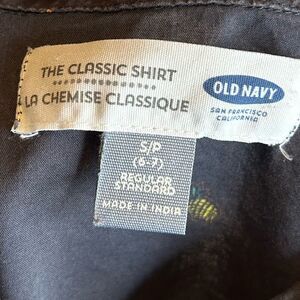 THE CLASSIC SHIRT
LA CHEMISE CLASSIQUE
OLD NAVY
SAN FRANCISCO
CALIFORNIA
S/P
(6-7)
REGULAR
STANDARD
MADE IN INDIA